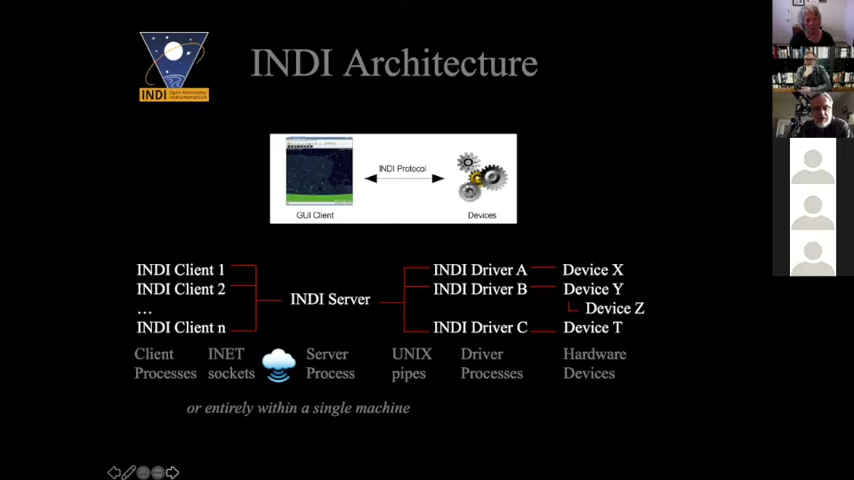 INDI Architecture
INDI Open Astronomy
Instrumentation
INDI Protocol
GUI Client
Devices
INDI Client 1
INDI Client 2
...
INDI Client n
INDI Server
INDI Driver A
INDI Driver B
INDI Driver C
Device X
Device Y
Device Z
Device T
Client
Processes
INET
sockets
Server
Process
UNIX
pipes
Driver
Processes
Hardware
Devices
or entirely within a single machine